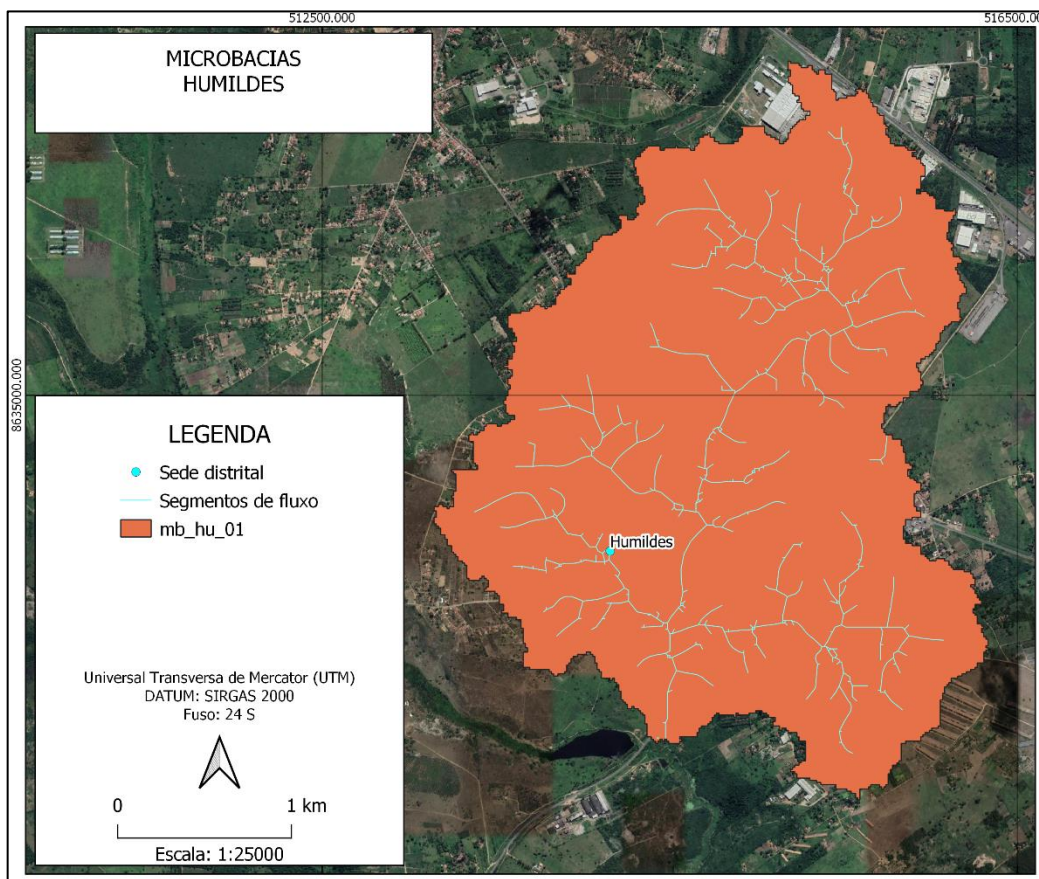 512500.000
516500.000
MICROBACIAS
HUMILDES
8635000.000
LEGENDA
Sede distrital
Segmentos de fluxo
mb_hu_01
Humildes
Universal Transversa de Mercator (UTM)
DATUM: SIRGAS 2000
Fuso: 24 S
0 1 km
Escala: 1:25000